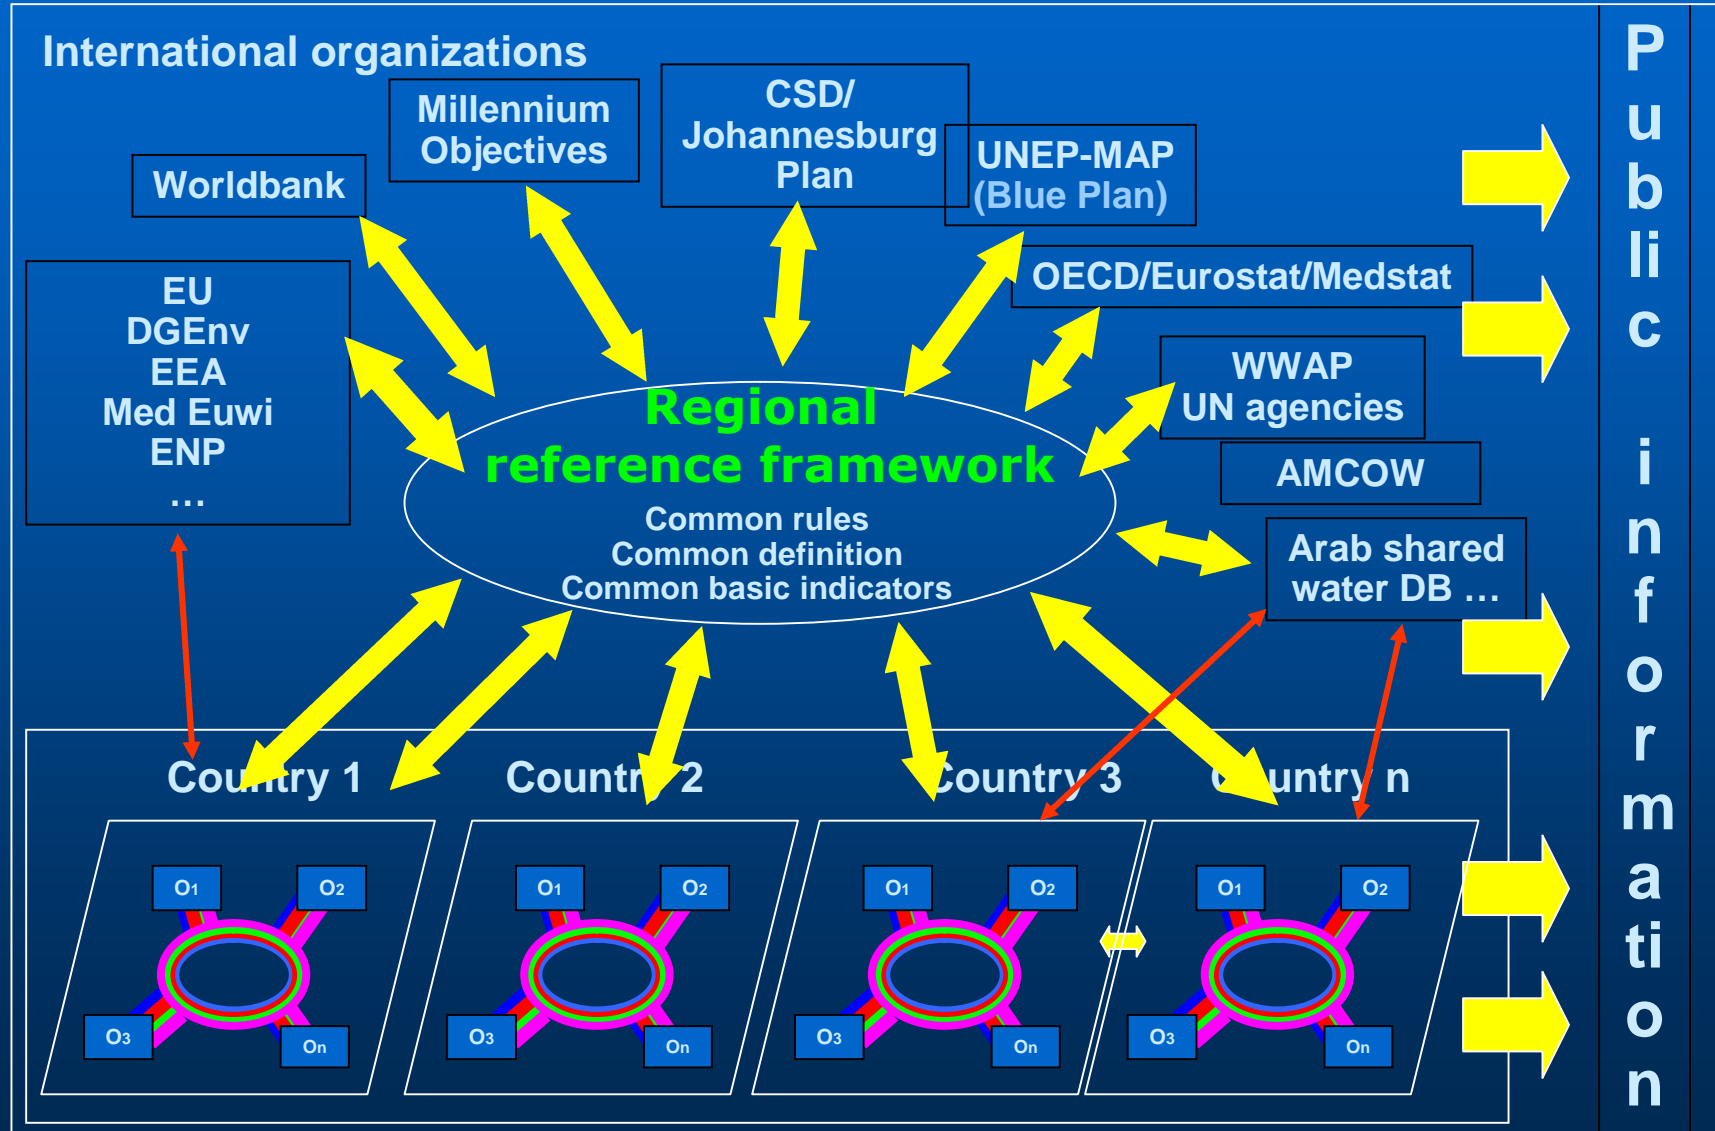 International organizations
Millennium
Objectives
CSD/
Johannesburg
Plan
UNEP-MAP
(Blue Plan)
Worldbank
OECD/Eurostat/Medstat
EU
DGEnv
EEA
Med Euwi
ENP
…
WWAP
UN agencies
AMCOW
Arab shared
water DB …
Regional
reference framework
Common rules
Common definition
Common basic indicators
Country 1
Country 2
Country 3
Country n
O1
O2
O3
On
O1
O2
O3
On
O1
O2
O3
On
O1
O2
O3
On
Public information